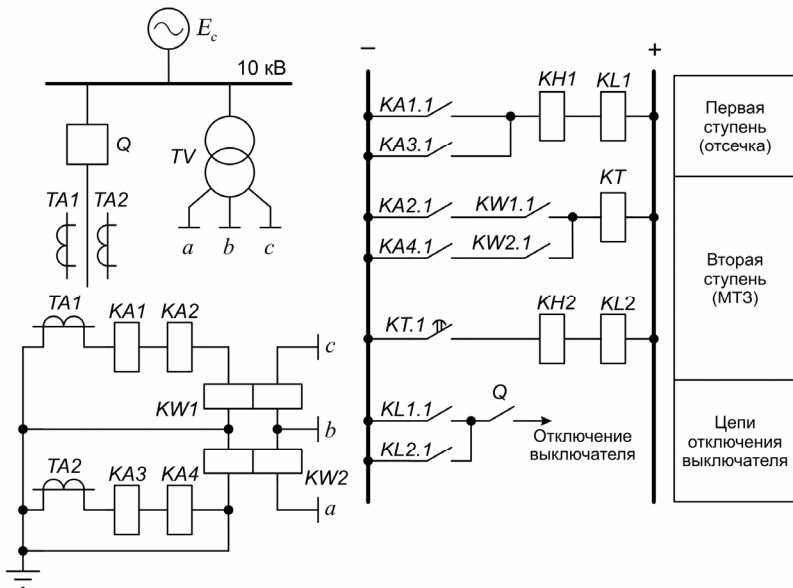 E_c
10 кВ
Q
TV
TA1 TA2
a b c
TA1
KA1 KA2
c
KW1
b
TA2
KA3 KA4
KW2
a
− +
KA1.1
KH1 KL1
KA3.1
KA2.1 KW1.1
KT
KA4.1 KW2.1
KT.1
KH2 KL2
KL1.1
Q
KL2.1
Отключение
выключателя
Первая
ступень
(отсечка)
Вторая
ступень
(МТЗ)
Цепи
отключения
выключателя